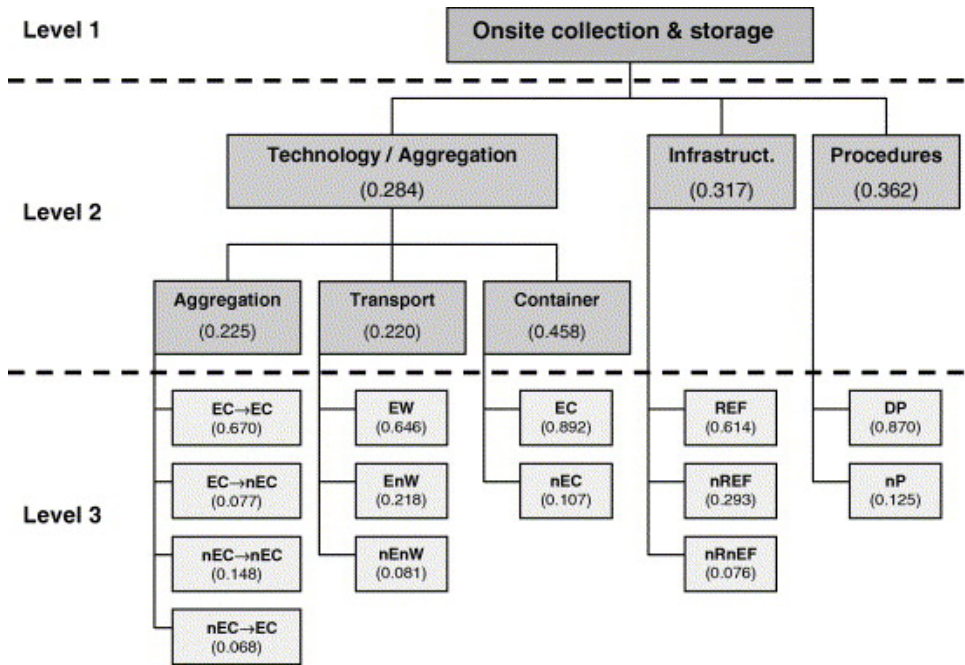 Level 1
Onsite collection & storage
Level 2
Technology / Aggregation
(0.284)
Infrastruct.
(0.317)
Procedures
(0.362)
Aggregation
(0.225)
Transport
(0.220)
Container
(0.458)
Level 3
EC→EC
(0.670)
EC→nEC
(0.077)
nEC→nEC
(0.148)
nEC→EC
(0.068)
EW
(0.646)
EnW
(0.218)
nEnW
(0.081)
EC
(0.892)
nEC
(0.107)
REF
(0.614)
nREF
(0.293)
nRnEF
(0.076)
DP
(0.870)
nP
(0.125)